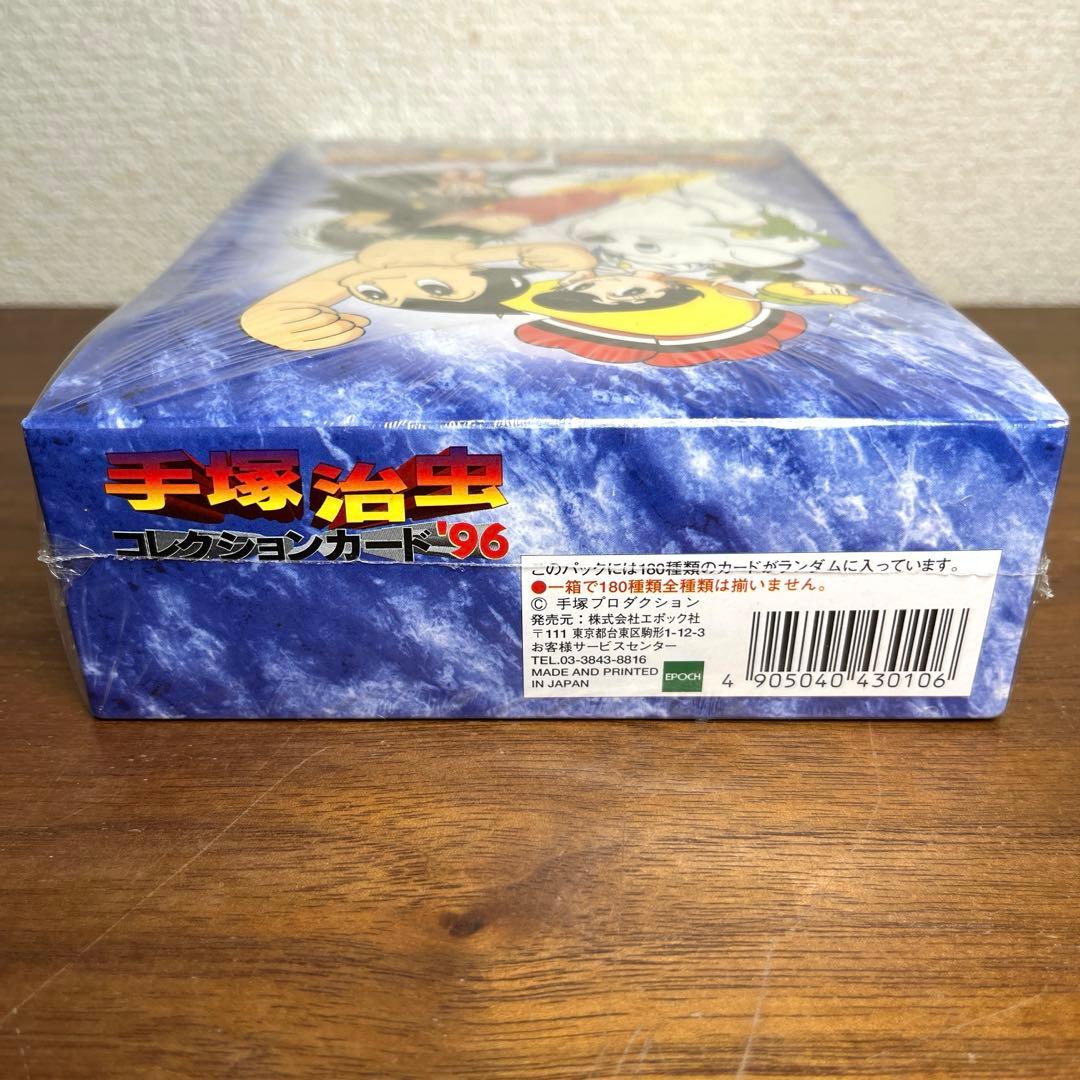 手塚治虫
コレクションカード'96
このパックには180種類のカードがランダムに入っています。
●一箱で180種類全種類は揃いません。
© 手塚プロダクション
発売元：株式会社エポック社
〒111 東京都台東区駒形1-12-3
お客様サービスセンター
TEL.03-3843-8816
MADE AND PRINTED
IN JAPAN
EPOCH
4 905040 430106